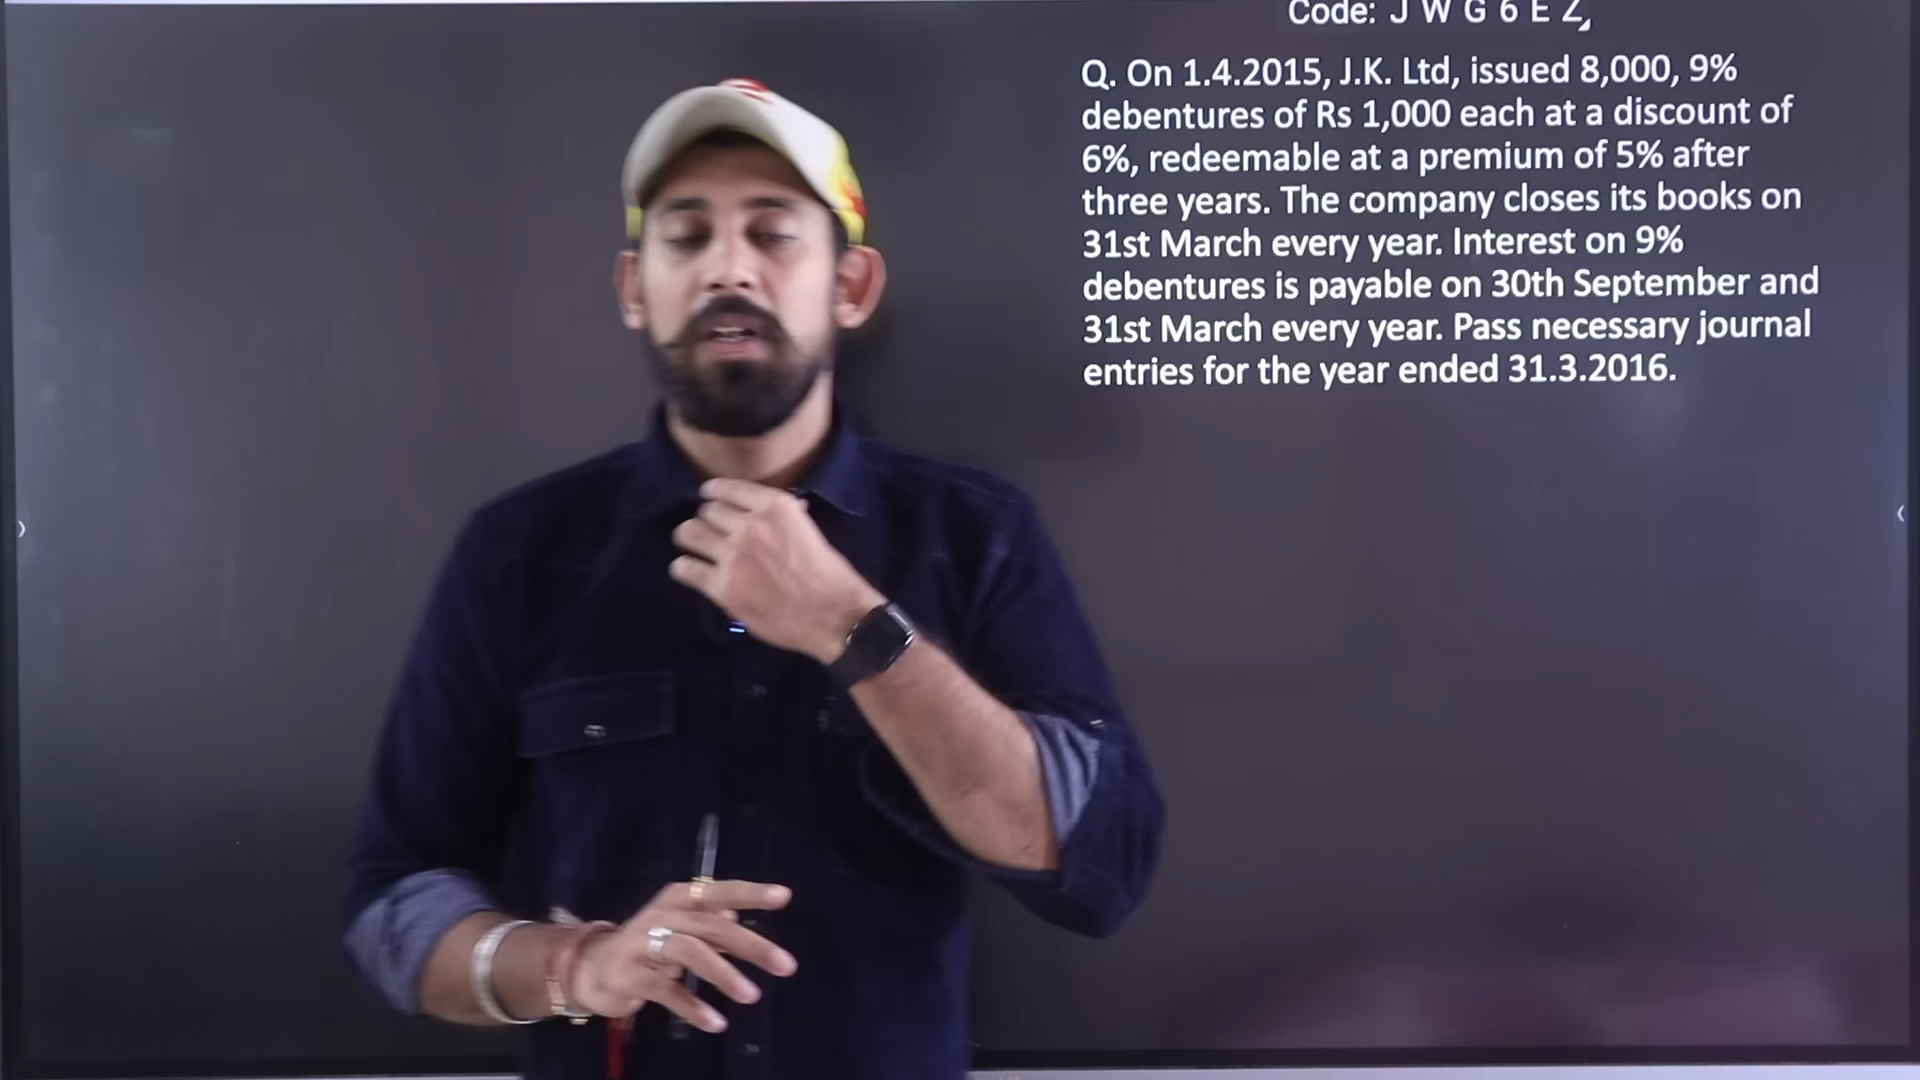 Code: J W G 6 E Z
Q. On 1.4.2015, J.K. Ltd, issued 8,000, 9%
debentures of Rs 1,000 each at a discount of
6%, redeemable at a premium of 5% after
three years. The company closes its books on
31st March every year. Interest on 9%
debentures is payable on 30th September and
31st March every year. Pass necessary journal
entries for the year ended 31.3.2016.